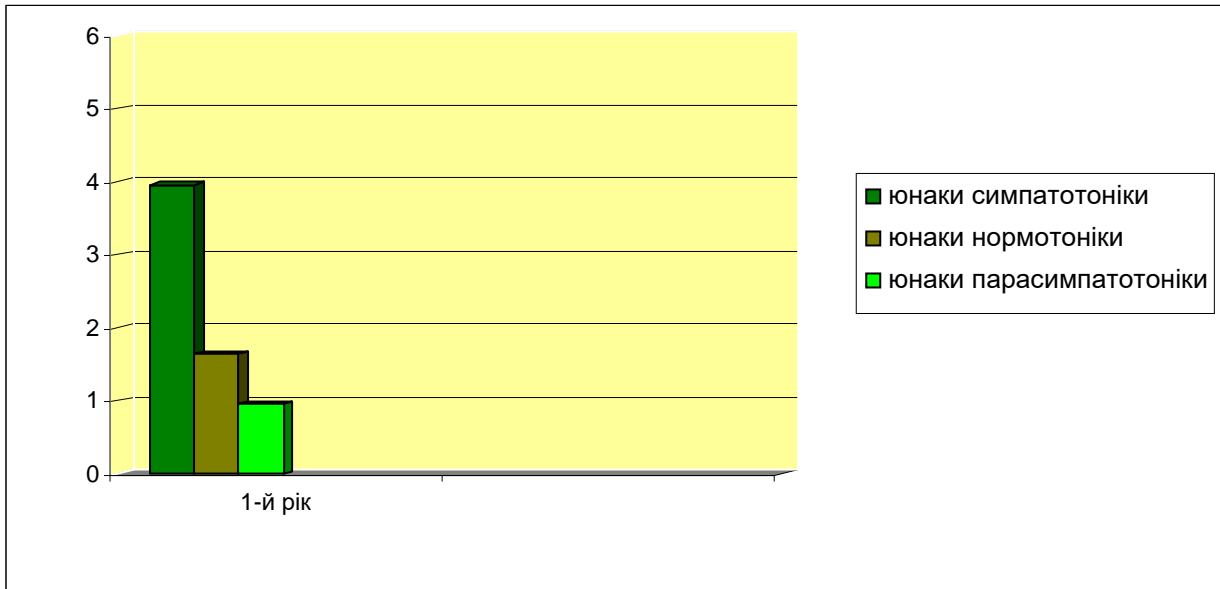 6
5
4
3
2
1
0
1-й рік
юнаки симпатотоніки
юнаки нормотоніки
юнаки парасимпатотоніки